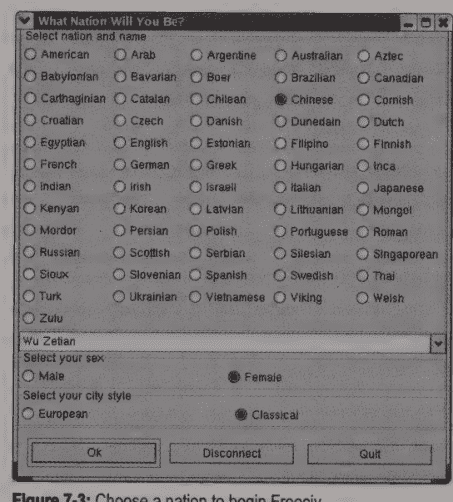 What Nation Will You Be?
Select nation and name
American Arab Argentine Australian Aztec
Babylonian Bavarian Boer Brazilian Canadian
Carthaginian Catalan Chilean Chinese Cornish
Croatian Czech Danish Dunedain Dutch
Egyptian English Estonian Filipino Finnish
French German Greek Hungarian Inca
Indian Irish Israeli Italian Japanese
Kenyan Korean Latvian Lithuanian Mongol
Mordor Persian Polish Portuguese Roman
Russian Scottish Serbian Silesian Singaporean
Sioux Slovenian Spanish Swedish Thai
Turk Ukrainian Vietnamese Viking Welsh
Zulu
Wu Zetian
Select your sex
Male Female
Select your city style
European Classical
Ok Disconnect Quit
Figure 7-3: Choose a nation to begin Freeciv